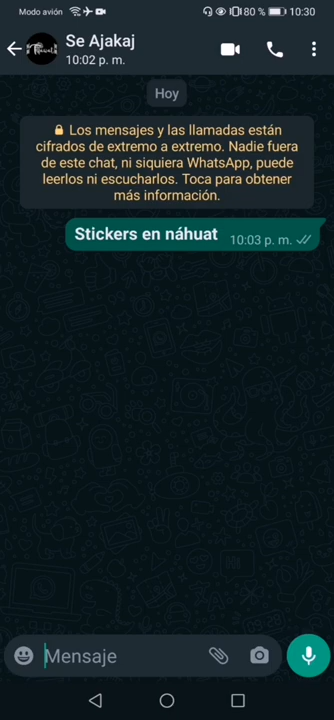 Modo avión 80 % 10:30
Se Ajakaj
10:02 p. m.
Hoy
Los mensajes y las llamadas están
cifrados de extremo a extremo. Nadie fuera
de este chat, ni siquiera WhatsApp, puede
leerlos ni escucharlos. Toca para obtener
más información.
Stickers en náhuat 10:03 p. m.
Mensaje